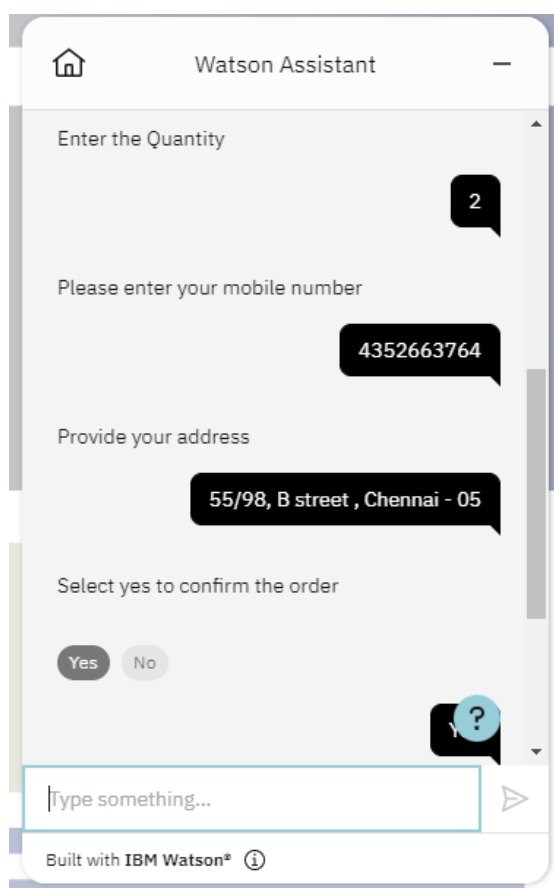 Watson Assistant
Enter the Quantity
2
Please enter your mobile number
4352663764
Provide your address
55/98, B street , Chennai - 05
Select yes to confirm the order
Yes No
?
Type something...
Built with IBM Watson®